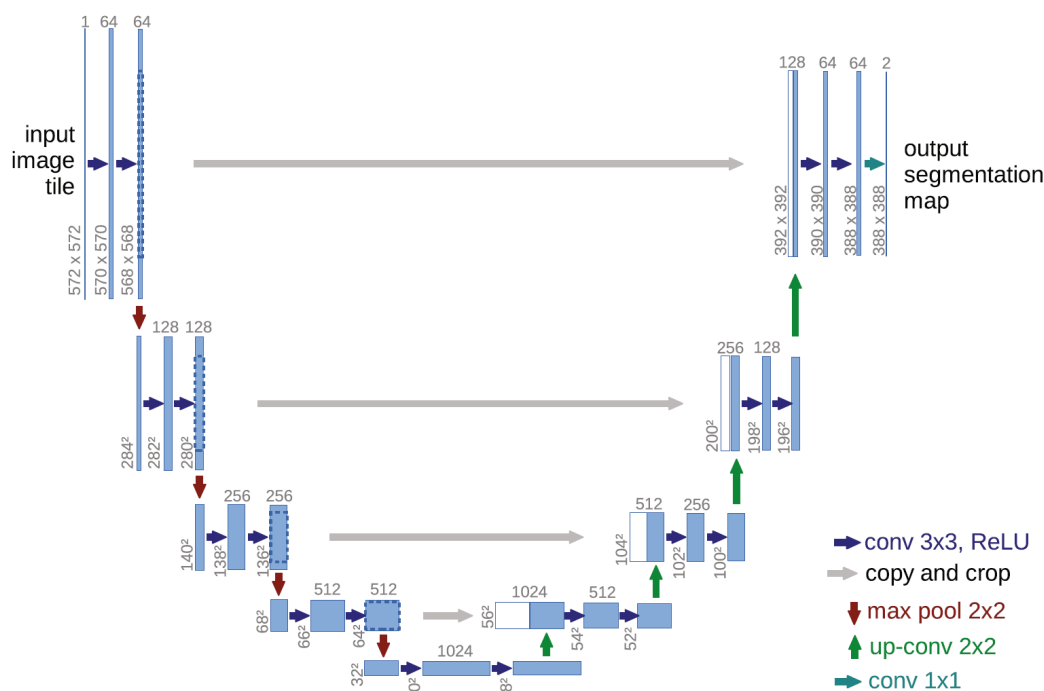 1 64 64
128
64
64
2
input
image
tile
output
segmentation
map
572 x 572
570 x 570
568 x 568
392 x 392
390 x 390
388 x 388
388 x 388
128 128
256 128
284²
282²
280²
200²
198²
196²
256 256
512 256
140²
138²
136²
104²
102²
100²
512 512
1024 512
68²
66²
64²
56²
54²
52²
1024
32²
conv 3x3, ReLU
copy and crop
max pool 2x2
up-conv 2x2
conv 1x1